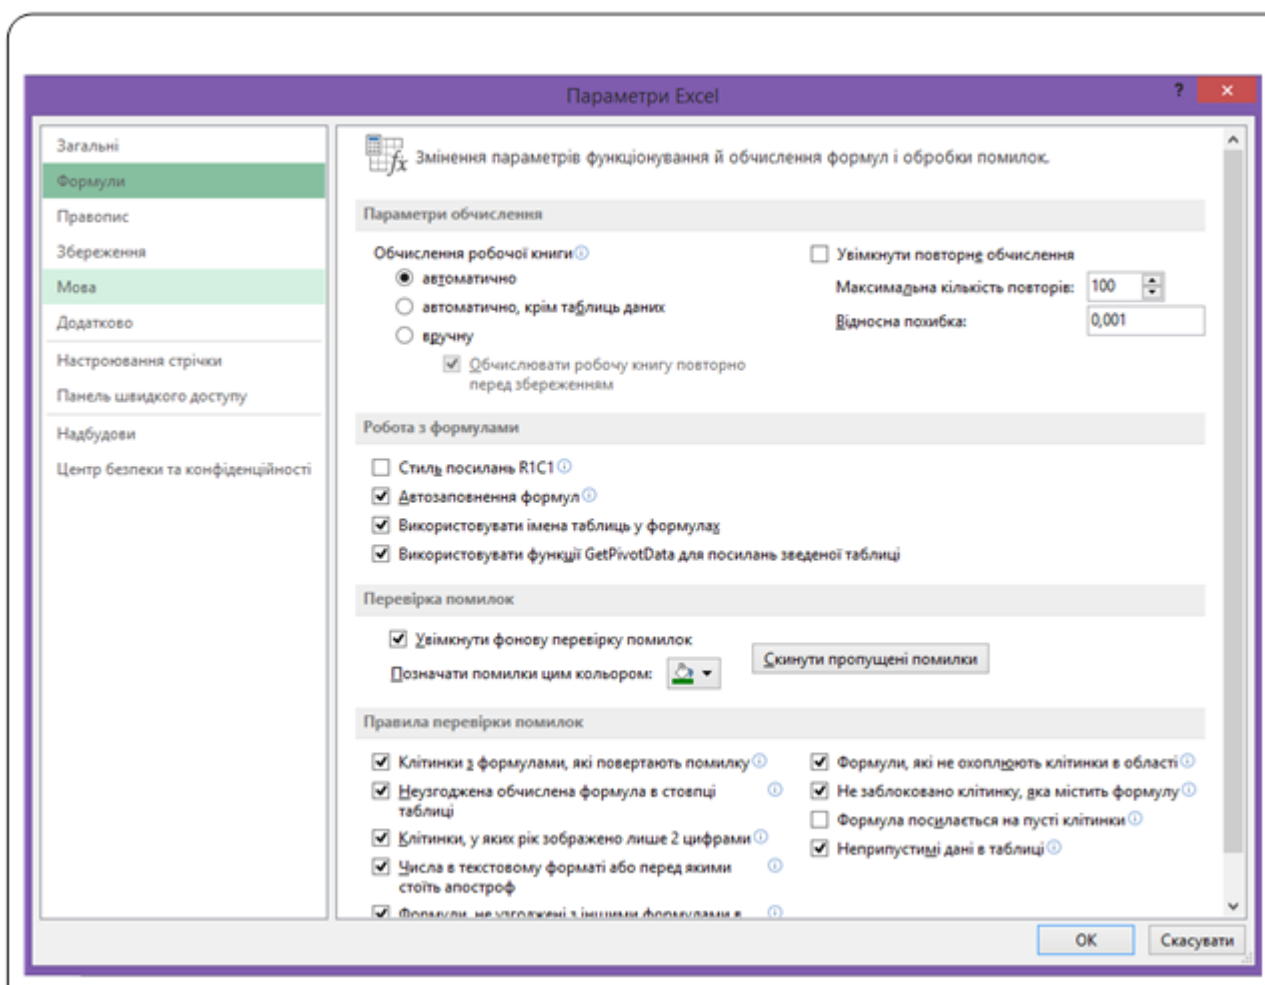 Параметри Excel
?
Загальні
Формули
Правопис
Збереження
Мова
Додатково
Настроювання стрічки
Панель швидкого доступу
Надбудови
Центр безпеки та конфіденційності
Змінення параметрів функціонування й обчислення формул і обробки помилок.
Параметри обчислення
Обчислення робочої книги
автоматично
автоматично, крім таблиць даних
вручну
Обчислювати робочу книгу повторно
перед збереженням
Увімкнути повторне обчислення
Максимальна кількість повторів: 100
Відносна похибка: 0,001
Робота з формулами
Стиль посилань R1C1
Автозаповнення формул
Використовувати імена таблиць у формулах
Використовувати функції GetPivotData для посилань зведеної таблиці
Перевірка помилок
Увімкнути фонову перевірку помилок
Позначати помилки цим кольором:
Скинути пропущені помилки
Правила перевірки помилок
Клітинки з формулами, які повертають помилку
Неузгоджена обчислена формула в стовпці
таблиці
Клітинки, у яких рік зображено лише 2 цифрами
Числа в текстовому форматі або перед якими
стоїть апостроф
Формули, не узгоджені з іншими формулами в
Формули, які не охоплюють клітинки в області
Не заблоковано клітинку, яка містить формулу
Формула посилається на пусті клітинки
Неприпустимі дані в таблиці
ОК
Скасувати